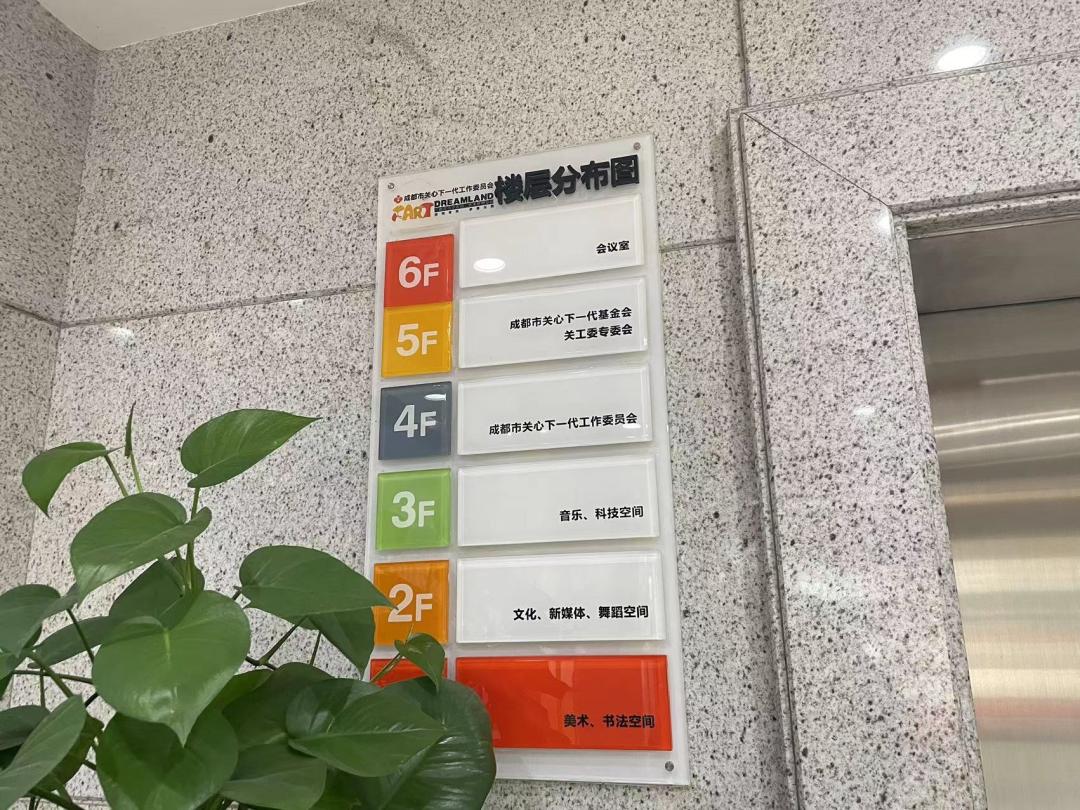 成都市关心下一代工作委员会
楼层分布图
ART DREAMLAND
6F
会议室
5F
成都市关心下一代基金会
关工委专委会
4F
成都市关心下一代工作委员会
3F
音乐、科技空间
2F
文化、新媒体、舞蹈空间
美术、书法空间